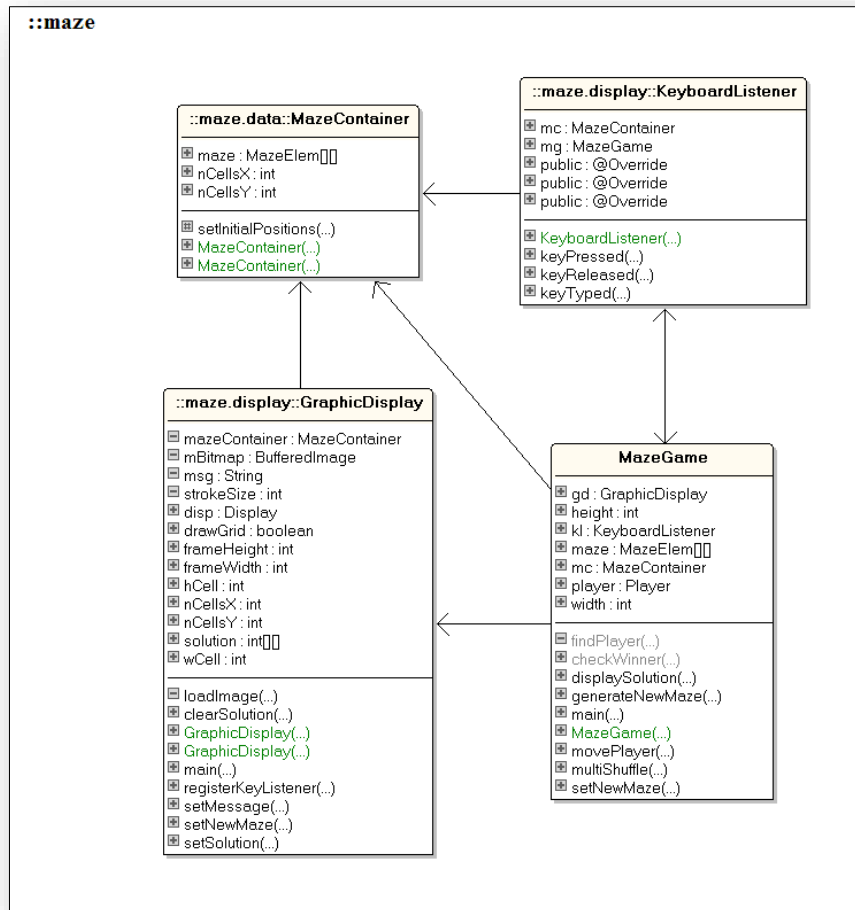 ::maze
::maze.data::MazeContainer
maze : MazeElem[][]
nCellsX : int
nCellsY : int
setInitialPositions(...)
MazeContainer(...)
MazeContainer(...)
::maze.display::KeyboardListener
mc : MazeContainer
mg : MazeGame
public : @Override
public : @Override
public : @Override
KeyboardListener(...)
keyPressed(...)
keyReleased(...)
keyTyped(...)
::maze.display::GraphicDisplay
mazeContainer : MazeContainer
mBitmap : BufferedImage
msg : String
strokeSize : int
disp : Display
drawGrid : boolean
frameHeight : int
frameWidth : int
hCell : int
nCellsX : int
nCellsY : int
solution : int[][]
wCell : int
loadImage(...)
clearSolution(...)
GraphicDisplay(...)
GraphicDisplay(...)
main(...)
registerKeyListener(...)
setMessage(...)
setNewMaze(...)
setSolution(...)
MazeGame
gd : GraphicDisplay
height : int
kl : KeyboardListener
maze : MazeElem[][]
mc : MazeContainer
player : Player
width : int
findPlayer(...)
checkWinner(...)
displaySolution(...)
generateNewMaze(...)
main(...)
MazeGame(...)
movePlayer(...)
multiShuffle(...)
setNewMaze(...)